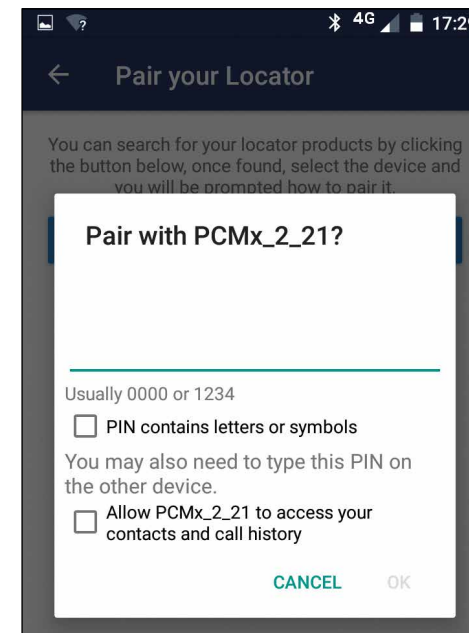 4G 17:29
Pair your Locator
You can search for your locator products by clicking
the button below, once found, select the device and
you will be prompted how to pair it.
Pair with PCMx_2_21?
Usually 0000 or 1234
PIN contains letters or symbols
You may also need to type this PIN on
the other device.
Allow PCMx_2_21 to access your
contacts and call history
CANCEL OK